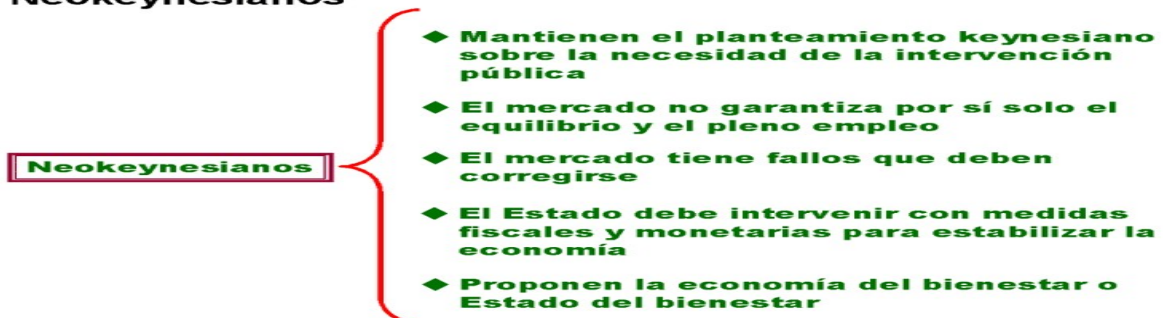 Neokeynesianos
Neokeynesianos
◆ Mantienen el planteamiento keynesiano
sobre la necesidad de la intervención
pública
◆ El mercado no garantiza por sí solo el
equilibrio y el pleno empleo
◆ El mercado tiene fallos que deben
corregirse
◆ El Estado debe intervenir con medidas
fiscales y monetarias para estabilizar la
economía
◆ Proponen la economía del bienestar o
Estado del bienestar